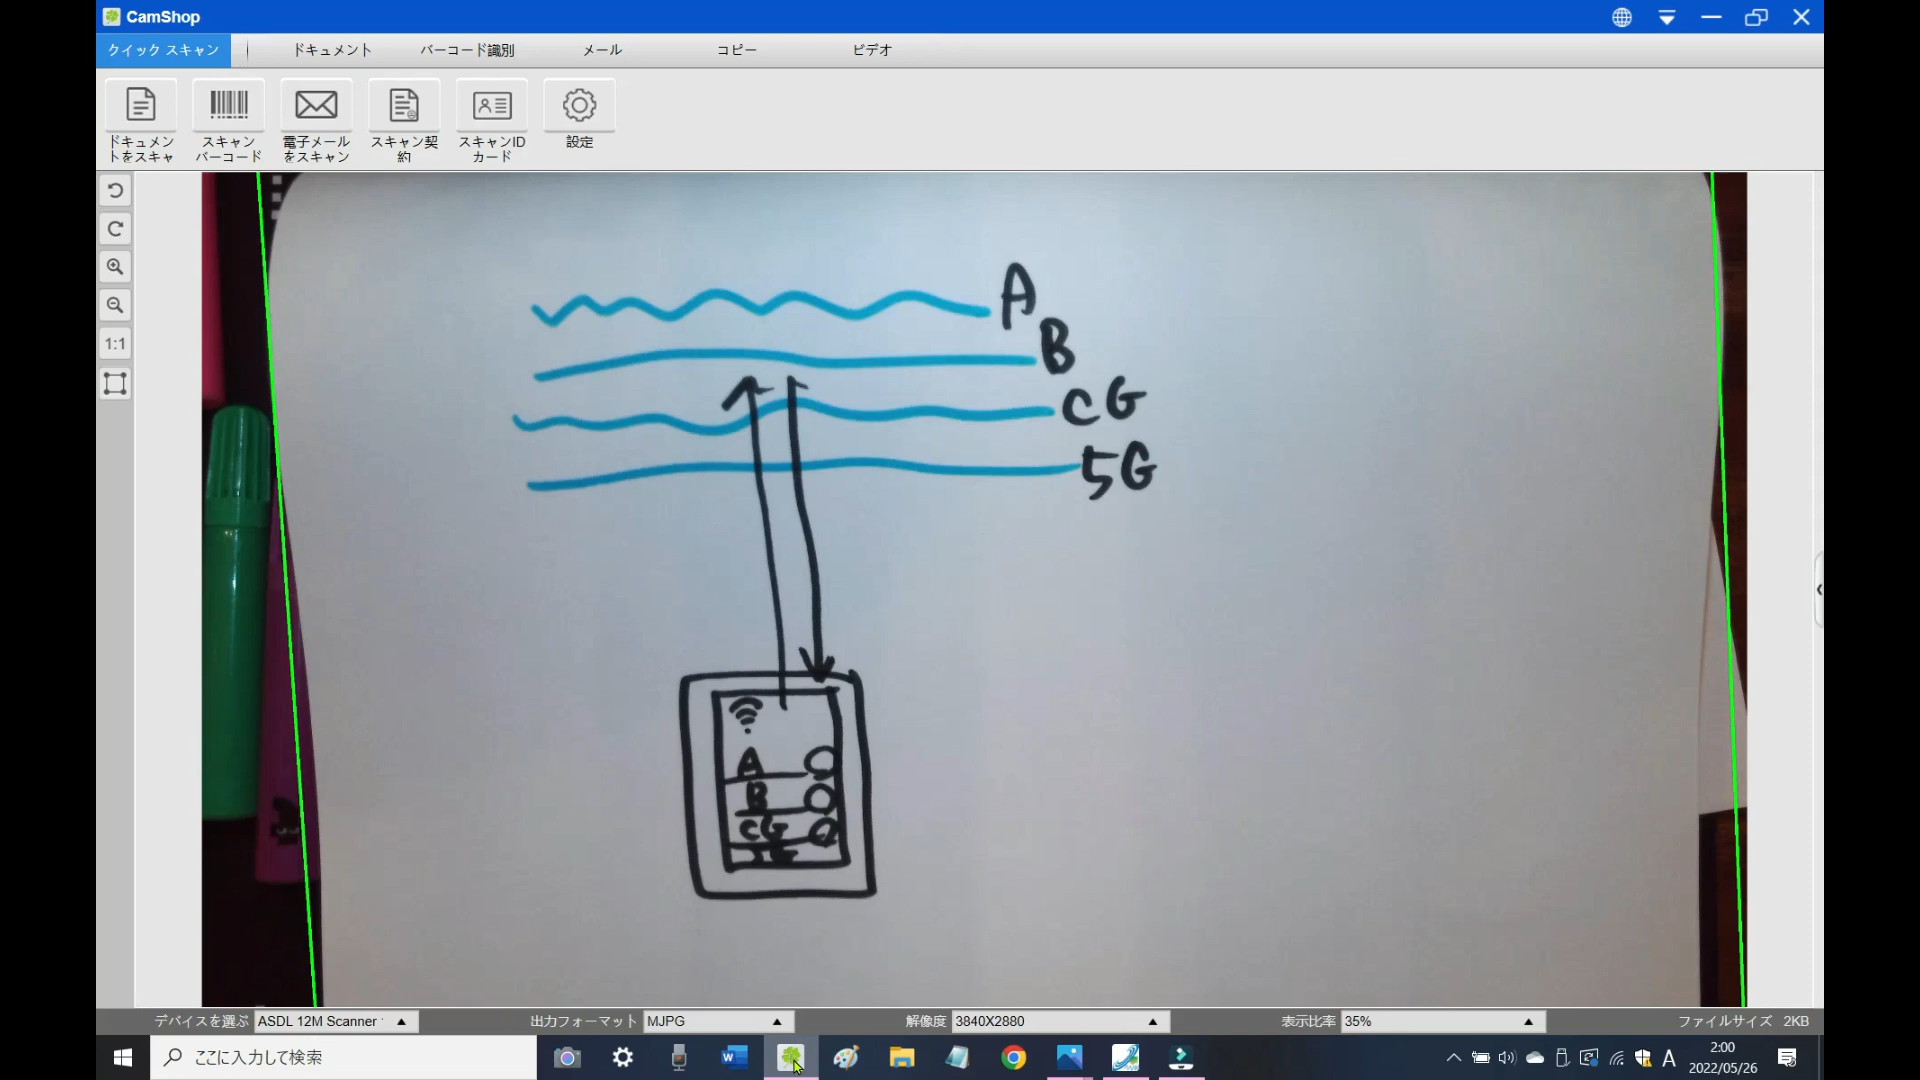 CamShop
クイック スキャン
ドキュメント
バーコード識別
メール
コピー
ビデオ
ドキュメン
トをスキャ
スキャン
バーコード
電子メール
をスキャン
スキャン契
約
スキャンID
カード
設定
1:1
A
B
CG
5G
A
B
CG
デバイスを選ぶ ASDL 12M Scanner
出力フォーマット MJPG
解像度 3840X2880
表示比率 35%
ファイルサイズ 2KB
ここに入力して検索
A
2:00
2022/05/26